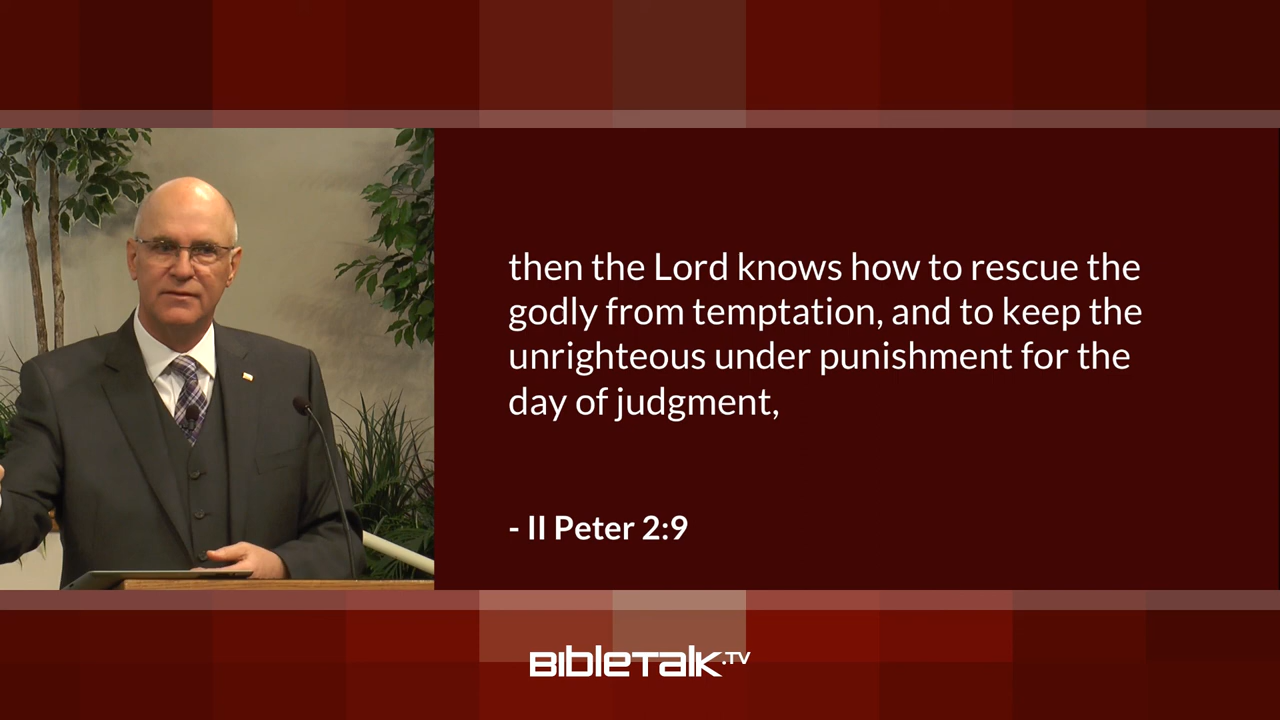 then the Lord knows how to rescue the
godly from temptation, and to keep the
unrighteous under punishment for the
day of judgment,
- II Peter 2:9
BibleTalk.TV